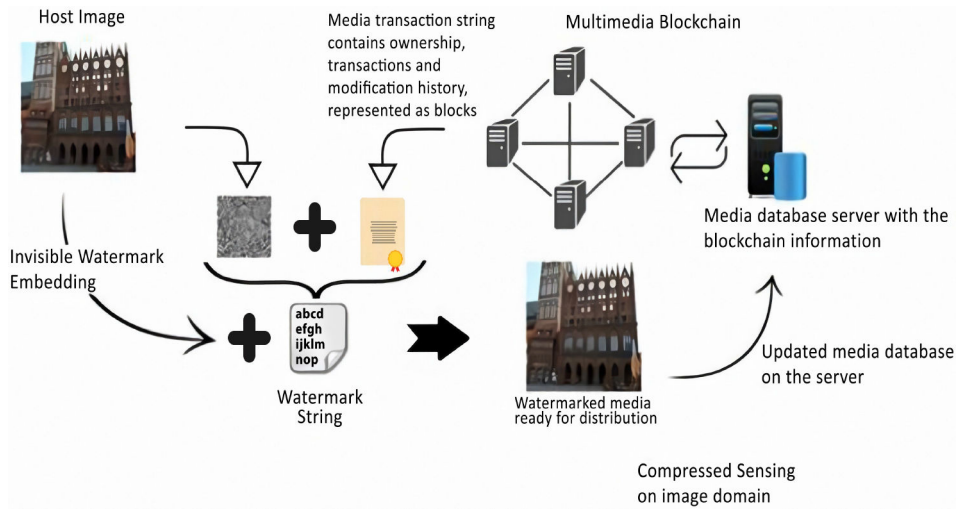 Host Image
Media transaction string
contains ownership,
transactions and
modification history,
represented as blocks
Multimedia Blockchain
Media database server with the
blockchain information
Invisible Watermark
Embedding
abcd
efgh
ijklm
nop
Watermark
String
Watermarked media
ready for distribution
Updated media database
on the server
Compressed Sensing
on image domain